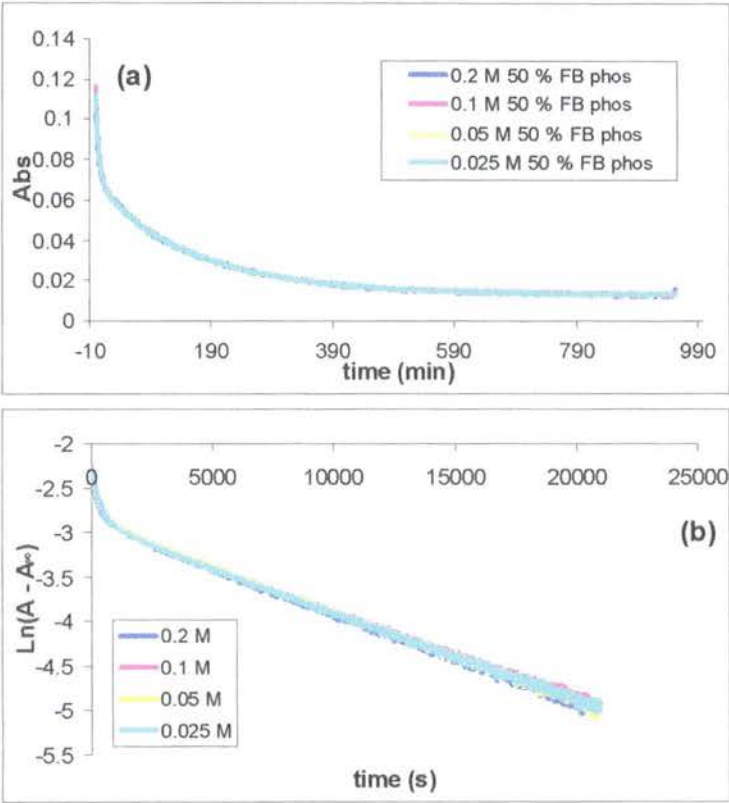 0.14
0.12
0.1
0.08
0.06
0.04
0.02
0
Abs
(a)
0.2 M 50 % FB phos
0.1 M 50 % FB phos
0.05 M 50 % FB phos
0.025 M 50 % FB phos
-10 190 390 590 790 990
time (min)
-2
-2.5
-3
-3.5
-4
-4.5
-5
-5.5
Ln(A - A∞)
0 5000 10000 15000 20000 25000
(b)
0.2 M
0.1 M
0.05 M
0.025 M
time (s)